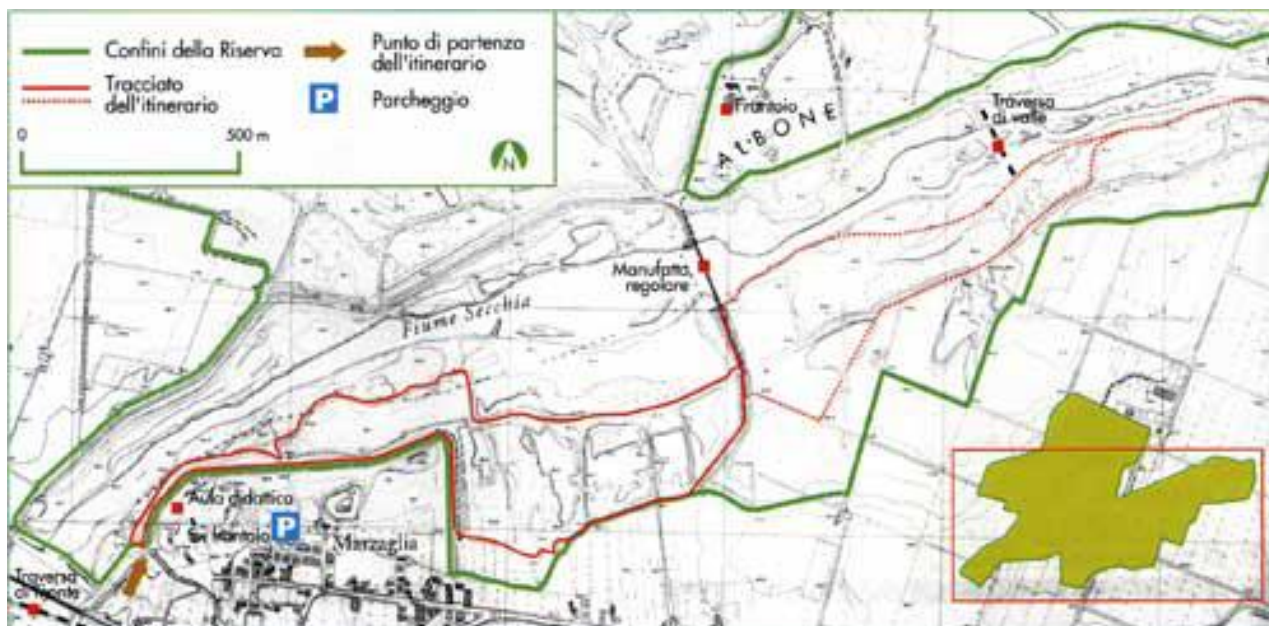 Confini della Riserva
Punto di partenza
dell'itinerario
Tracciato
dell'itinerario
P
Parcheggio
0
500 m
N
Frantoio
ALBONE
Traversa
di valle
Manufatto
regolare
Fiume Secchia
Aula didattica
P
Marzaglia
Traversa
di Monte